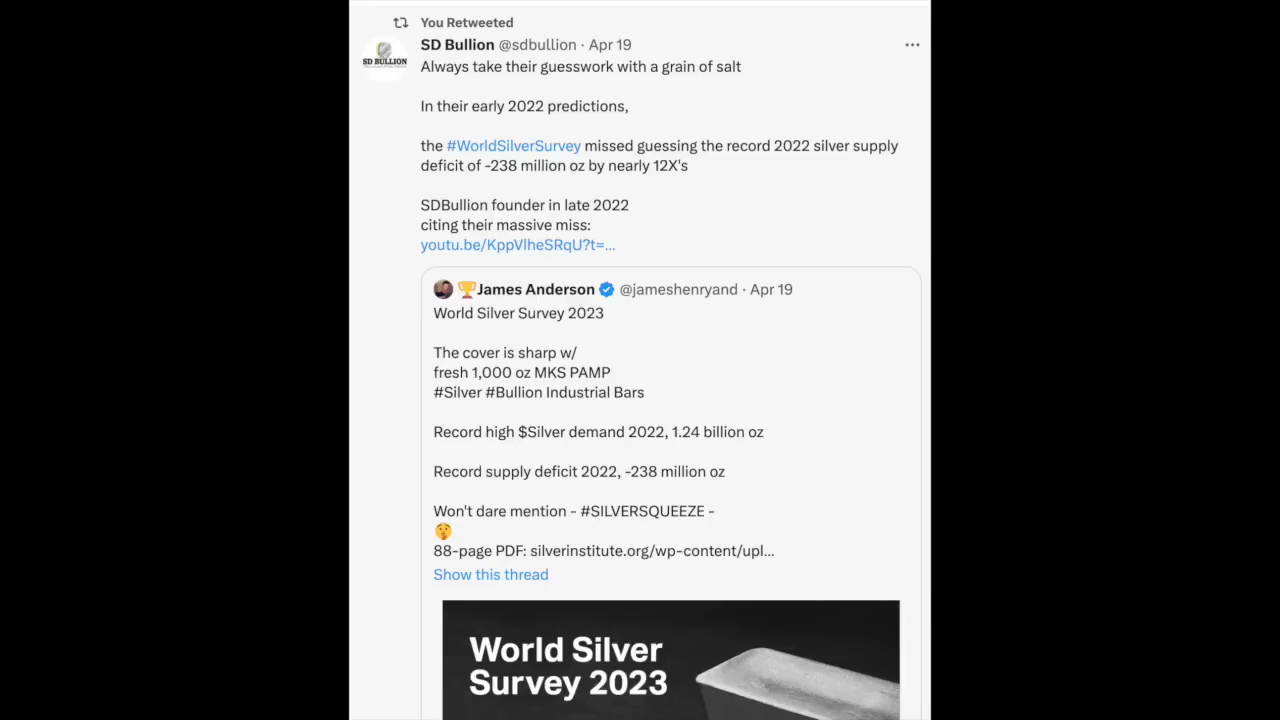 You Retweeted
SD Bullion @sdbullion · Apr 19
SD BULLION
Always take their guesswork with a grain of salt
In their early 2022 predictions,
the #WorldSilverSurvey missed guessing the record 2022 silver supply
deficit of -238 million oz by nearly 12X's
SDBullion founder in late 2022
citing their massive miss:
youtu.be/KppVlheSRqU?t=...
🏆James Anderson @jameshenryand · Apr 19
World Silver Survey 2023
The cover is sharp w/
fresh 1,000 oz MKS PAMP
#Silver #Bullion Industrial Bars
Record high $Silver demand 2022, 1.24 billion oz
Record supply deficit 2022, -238 million oz
Won't dare mention - #SILVERSQUEEZE -
🤫
88-page PDF: silverinstitute.org/wp-content/upl...
Show this thread
World Silver
Survey 2023